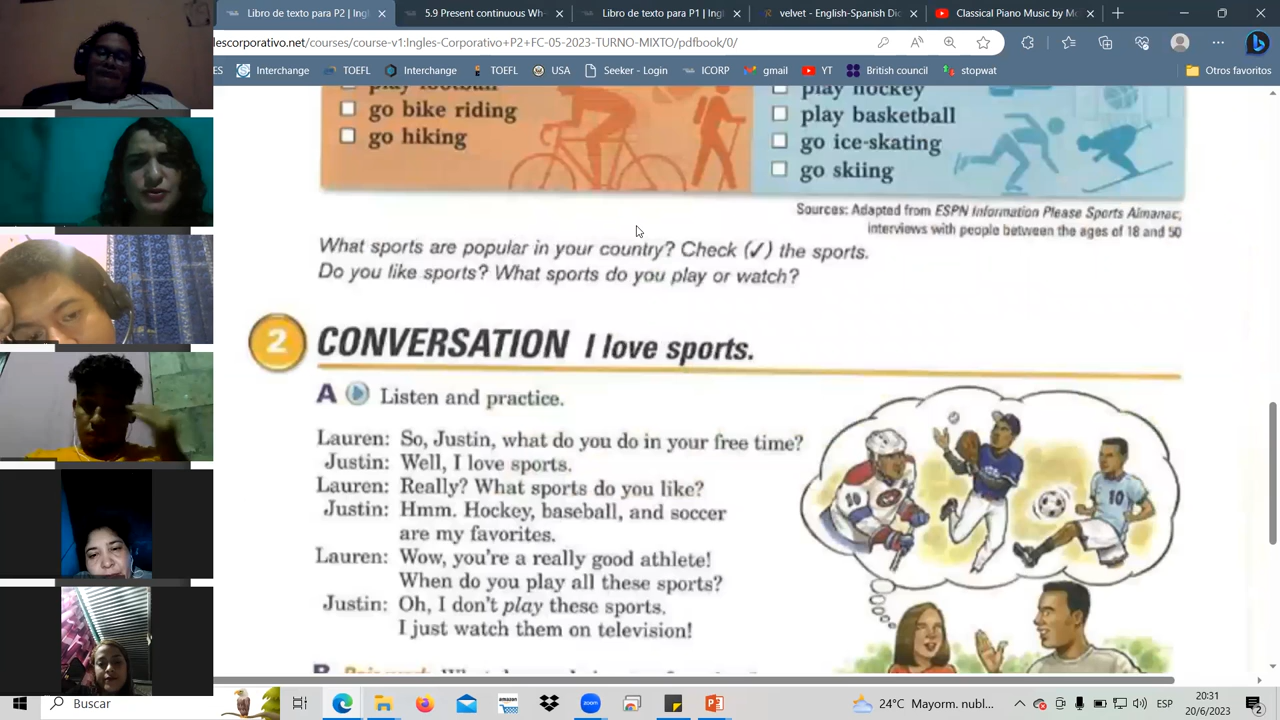 Libro de texto para P2 | Ingl
5.9 Present continuous Wh-
Libro de texto para P1 | Ingl
velvet - English-Spanish Dic
Classical Piano Music by M
lescorporativo.net/courses/course-v1:Ingles-Corporativo+P2+FC-05-2023-TURNO-MIXTO/pdfbook/0/
ES Interchange TOEFL Interchange TOEFL USA Seeker - Login ICORP gmail YT British council stopwat Otros favoritos
play football
go bike riding
go hiking
play hockey
play basketball
go ice-skating
go skiing
Sources: Adapted from ESPN Information Please Sports Almanac,
interviews with people between the ages of 18 and 50
What sports are popular in your country? Check (✓) the sports.
Do you like sports? What sports do you play or watch?
2 CONVERSATION I love sports.
A Listen and practice.
Lauren: So, Justin, what do you do in your free time?
Justin: Well, I love sports.
Lauren: Really? What sports do you like?
Justin: Hmm. Hockey, baseball, and soccer
are my favorites.
Lauren: Wow, you're a really good athlete!
When do you play all these sports?
Justin: Oh, I don't play these sports.
I just watch them on television!
10
10
Buscar
24°C Mayorm. nubl...
ESP
20:31
20/6/2023
2